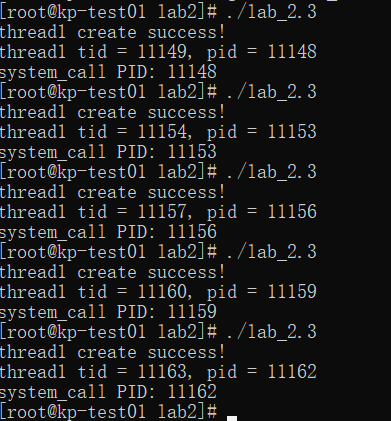 [root@kp-test01 lab2]# ./lab_2.3
thread1 create success!
thread1 tid = 11149, pid = 11148
system_call PID: 11148
[root@kp-test01 lab2]# ./lab_2.3
thread1 create success!
thread1 tid = 11154, pid = 11153
system_call PID: 11153
[root@kp-test01 lab2]# ./lab_2.3
thread1 create success!
thread1 tid = 11157, pid = 11156
system_call PID: 11156
[root@kp-test01 lab2]# ./lab_2.3
thread1 create success!
thread1 tid = 11160, pid = 11159
system_call PID: 11159
[root@kp-test01 lab2]# ./lab_2.3
thread1 create success!
thread1 tid = 11163, pid = 11162
system_call PID: 11162
[root@kp-test01 lab2]#